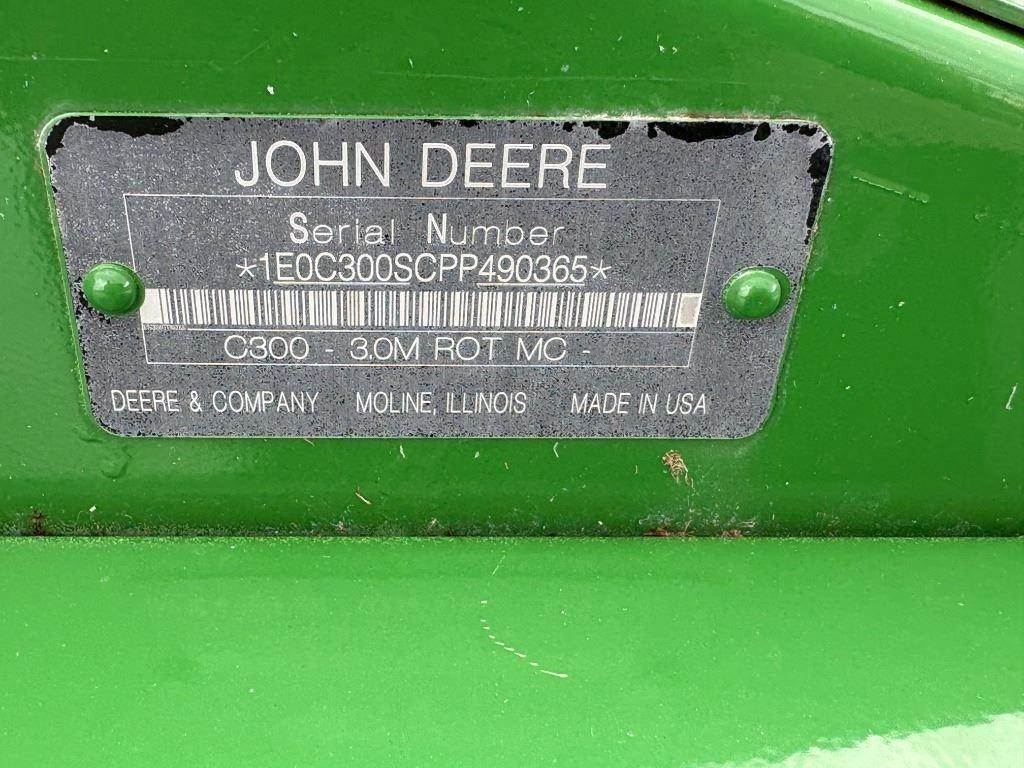 JOHN DEERE
Serial Number
*1E0C300SCPP490365*
C300 - 3.0M ROT MC -
DEERE & COMPANY MOLINE, ILLINOIS MADE IN USA